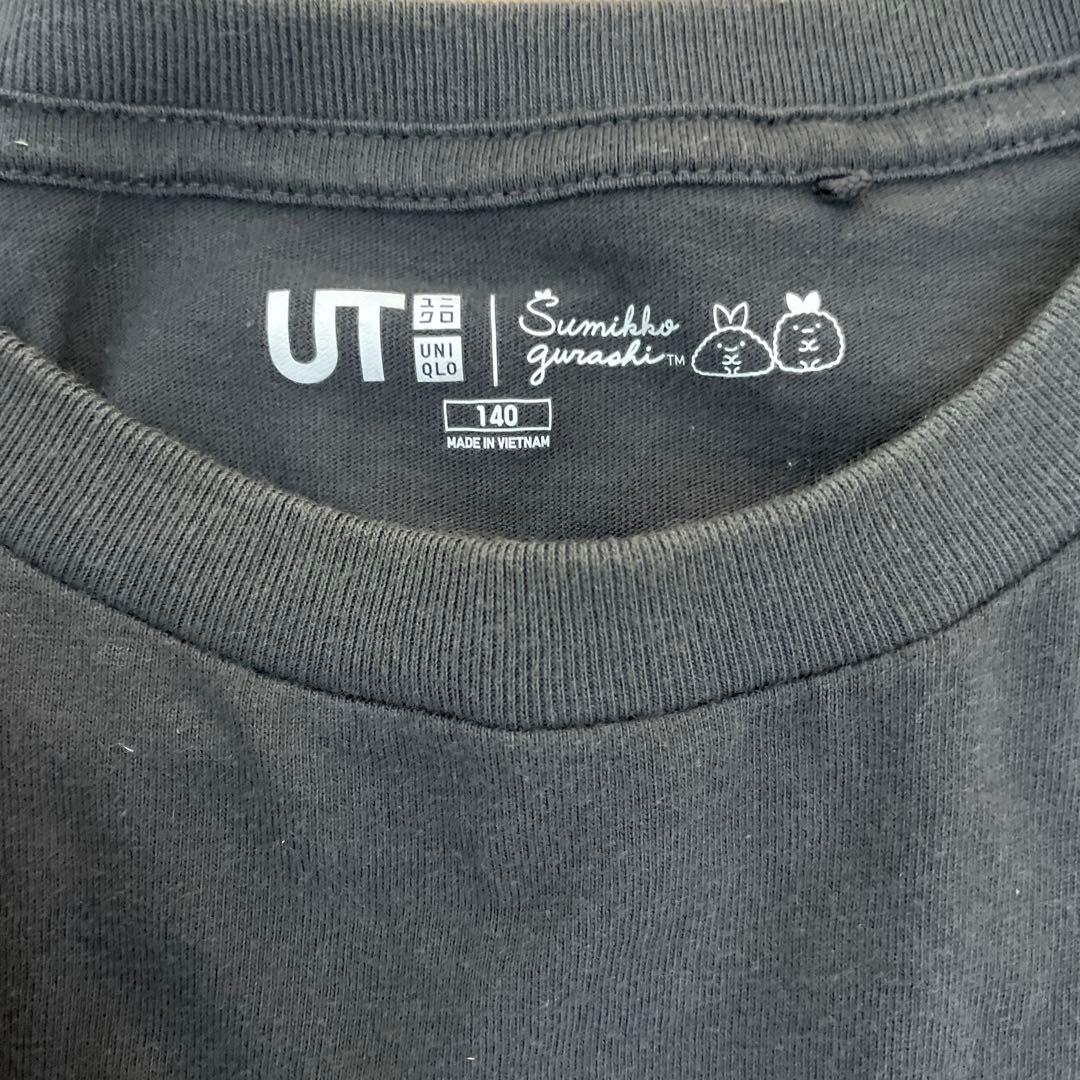 UT
ユニ
クロ
UNI
QLO
Sumikko
gurashi™
140
MADE IN VIETNAM